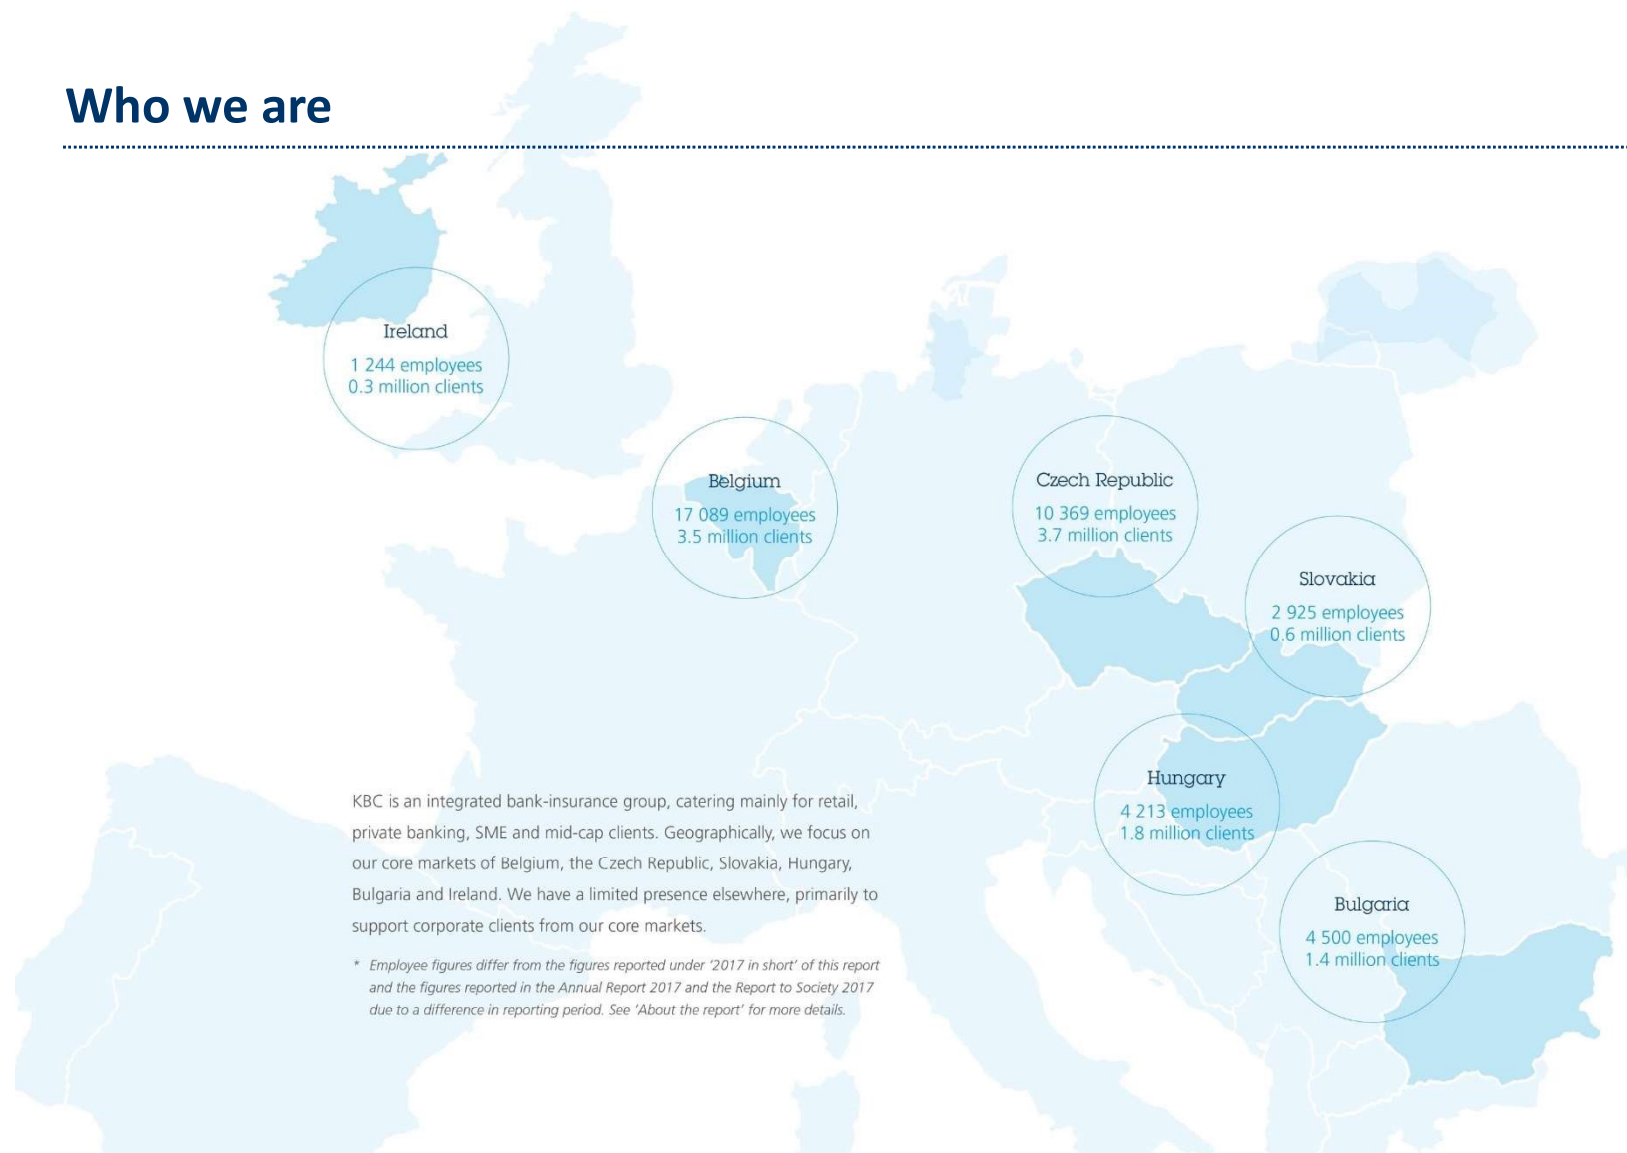 Who we are
Ireland
1 244 employees
0.3 million clients
Belgium
17 089 employees
3.5 million clients
Czech Republic
10 369 employees
3.7 million clients
Slovakia
2 925 employees
0.6 million clients
Hungary
4 213 employees
1.8 million clients
Bulgaria
4 500 employees
1.4 million clients
KBC is an integrated bank-insurance group, catering mainly for retail,
private banking, SME and mid-cap clients. Geographically, we focus on
our core markets of Belgium, the Czech Republic, Slovakia, Hungary,
Bulgaria and Ireland. We have a limited presence elsewhere, primarily to
support corporate clients from our core markets.
* Employee figures differ from the figures reported under ‘2017 in short’ of this report
and the figures reported in the Annual Report 2017 and the Report to Society 2017
due to a difference in reporting period. See ‘About the report’ for more details.